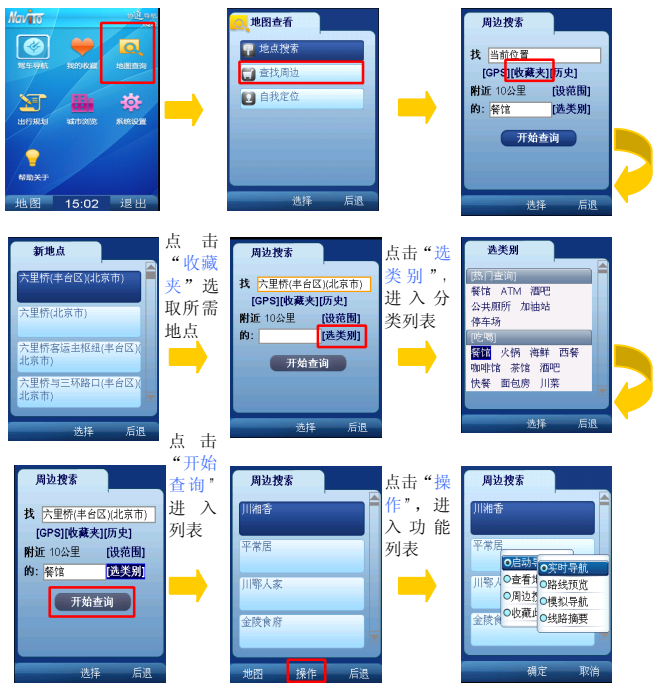 NaviTo
驾车导航
我的收藏
地图查询
出行规划
城市浏览
系统设置
帮助关于
地图 15:02 退出
地图查看
地点搜索
查找周边
自我定位
选择 后退
周边搜索
找 当前位置
[GPS][收藏夹][历史]
附近 10公里 [设范围]
的: 餐馆 [选类别]
开始查询
选择 后退
新地点
六里桥(丰台区)(北京市)
六里桥(北京市)
六里桥客运主枢纽(丰台区)(
北京市)
六里桥与三环路口(丰台区)(
北京市)
选择 后退
点击
“收藏
夹”选
取所需
地点
周边搜索
找 六里桥(丰台区)(北京市)
[GPS][收藏夹][历史]
附近 10公里 [设范围]
的: [选类别]
开始查询
选择 后退
点击“选
类别”,
进入分
类列表
选类别
[热门查询]
餐馆 ATM 酒吧
公共厕所 加油站
停车场
[吃喝]
餐馆 火锅 海鲜 西餐
咖啡馆 茶馆 酒吧
快餐 面包房 川菜
选择 后退
周边搜索
找 六里桥(丰台区)(北京市)
[GPS][收藏夹][历史]
附近 10公里 [设范围]
的: 餐馆 [选类别]
开始查询
选择 后退
点击
“开始
查询”
进入
列表
周边搜索
川湘香
平常居
川鄂人家
金陵食府
地图 操作 后退
点击“操
作”,进
入功能
列表
周边搜索
川湘香
平常居
川鄂人
金陵食
启动导
查看地
周边搜
收藏此
实时导航
路线预览
模拟导航
线路摘要
确定 取消